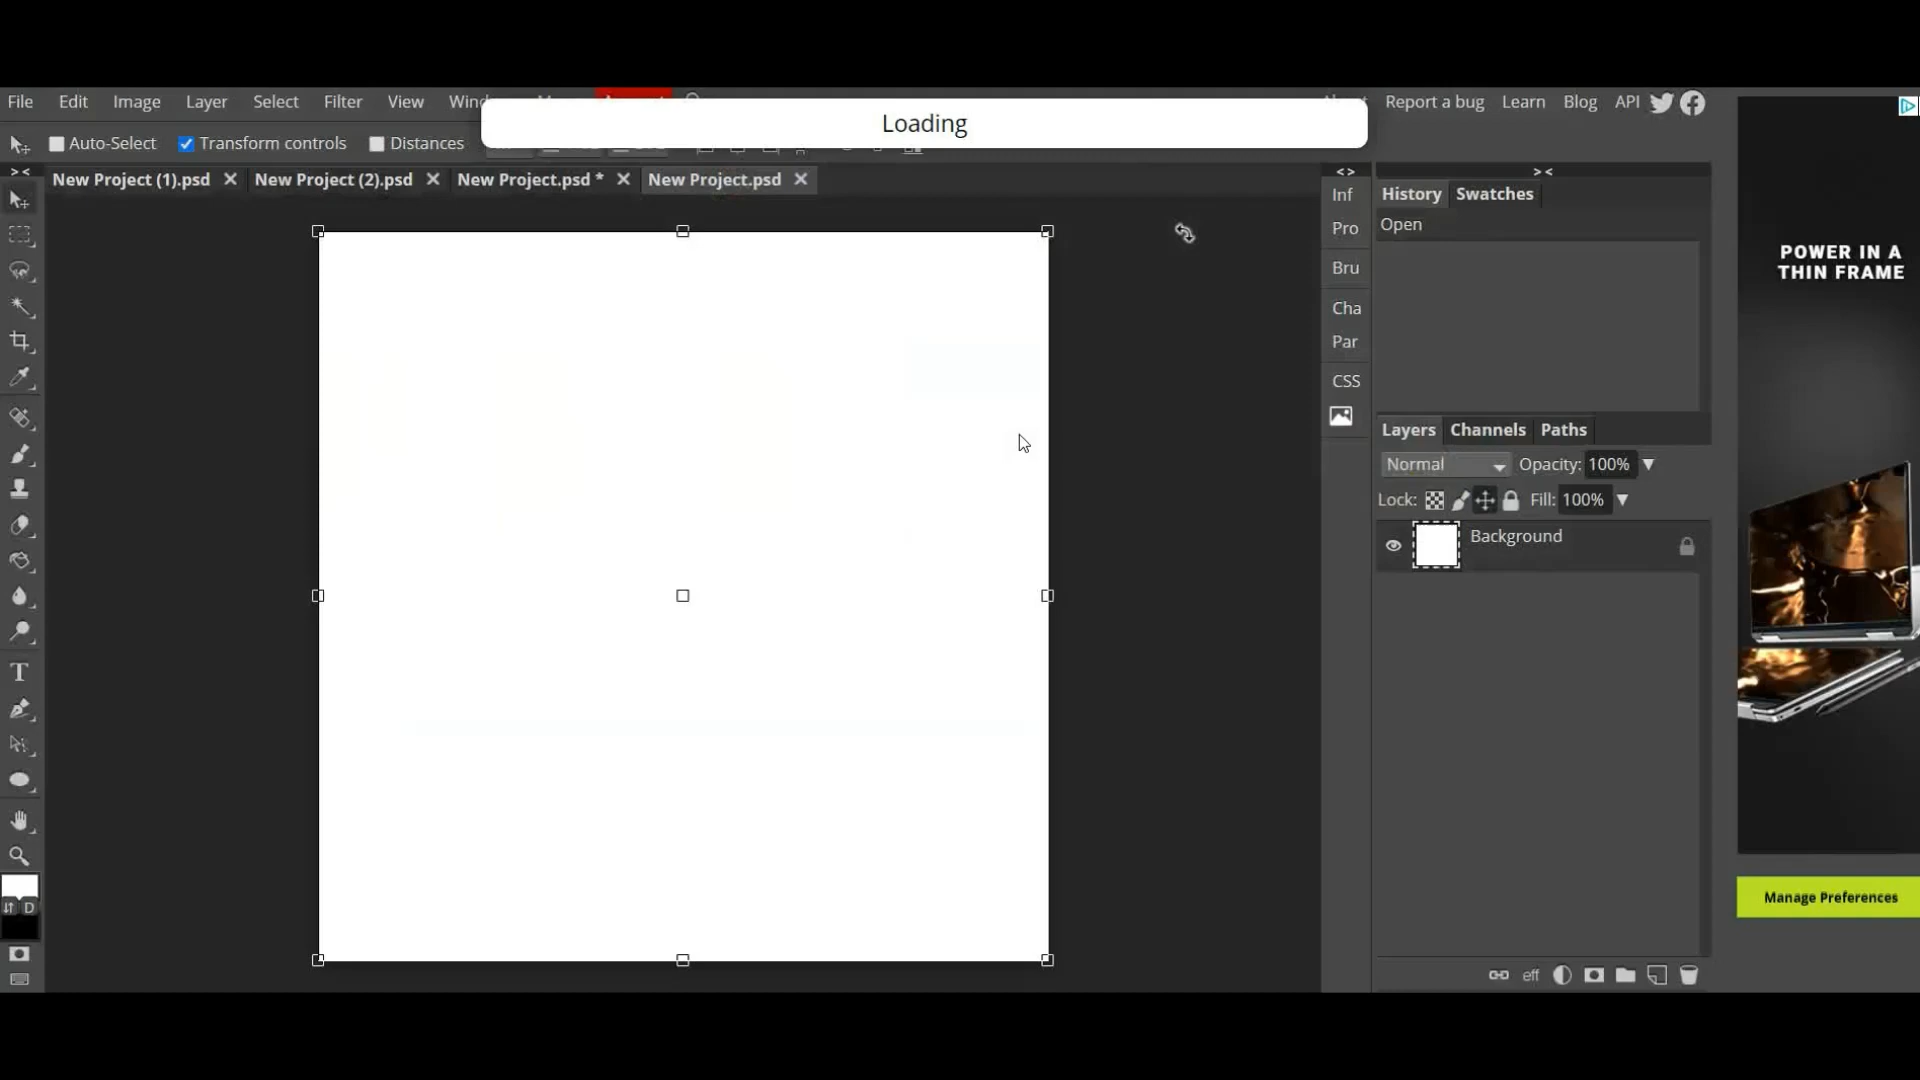 File Edit Image Layer Select Filter View
Loading
Report a bug Learn Blog API
Auto-Select Transform controls Distances
New Project (1).psd New Project (2).psd New Project.psd * New Project.psd
Inf
Pro
Bru
Cha
Par
CSS
History Swatches
Open
Layers Channels Paths
Normal Opacity: 100%
Lock: Fill: 100%
Background
eff
D
POWER IN A
THIN FRAME
Manage Preferences